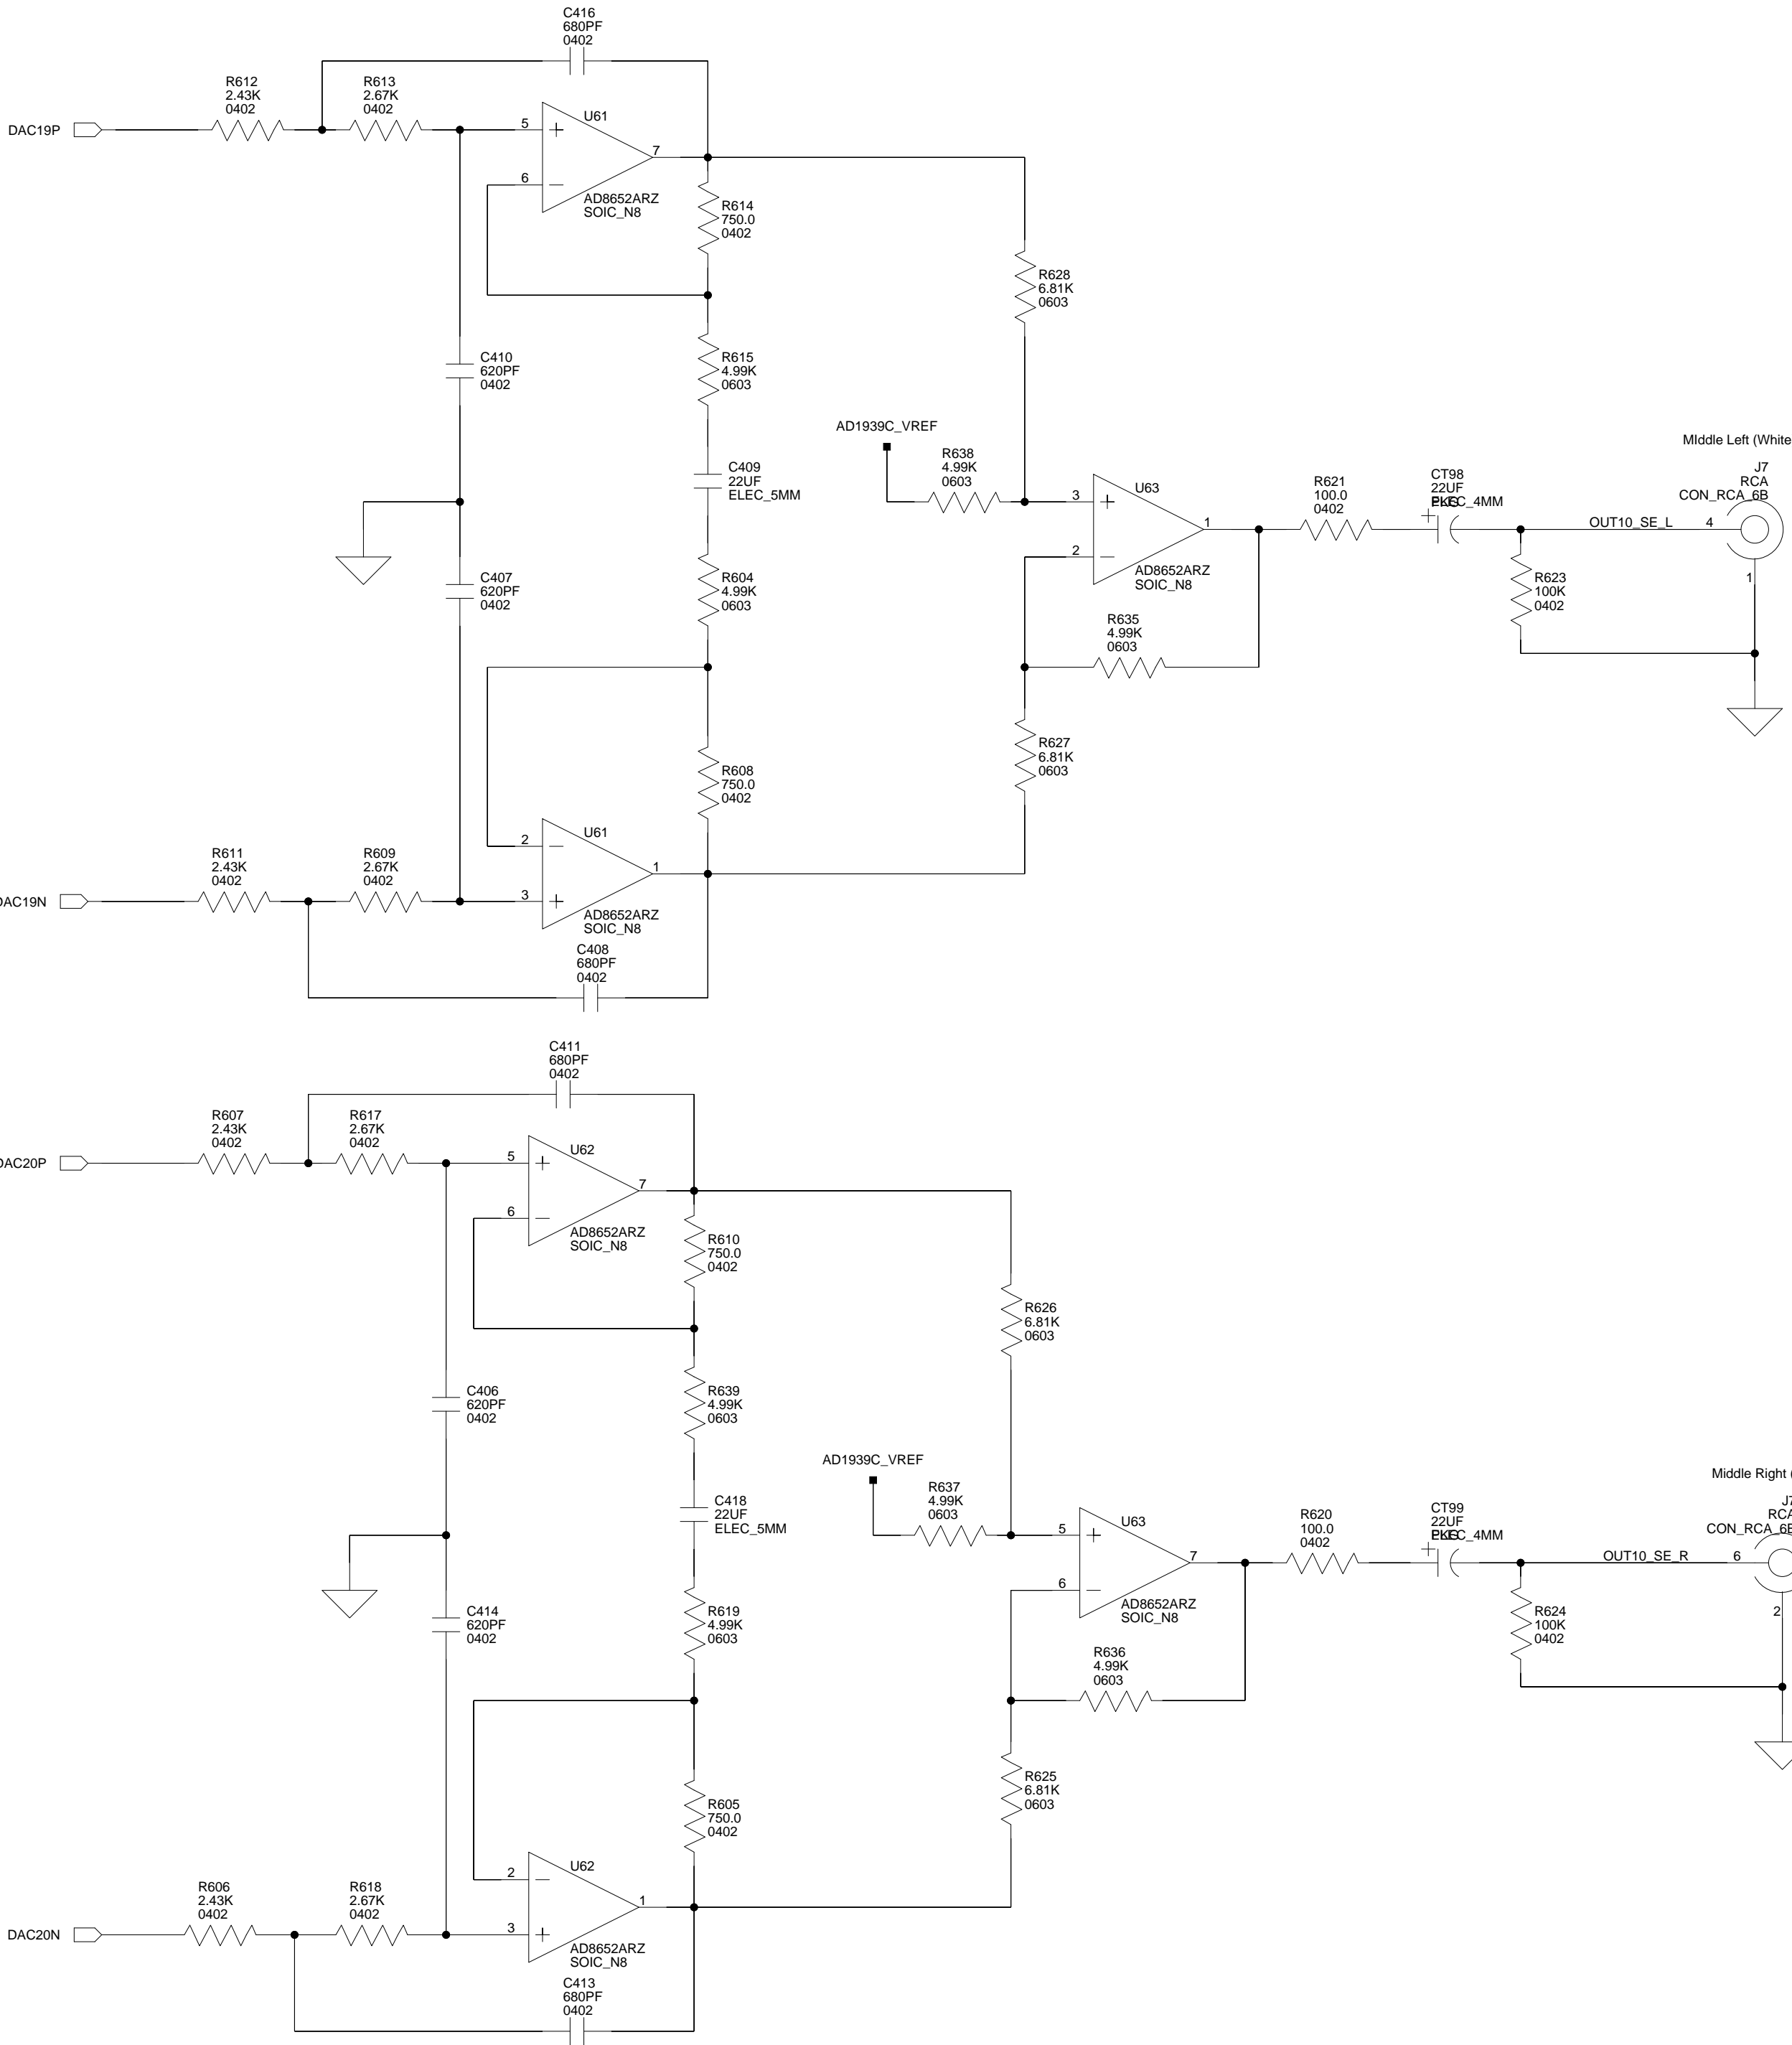 C416
680PF
0402
R612
2.43K
0402
R613
2.67K
0402
DAC19P
5
U61
7
6
AD8652ARZ
SOIC_N8
R614
750.0
0402
R628
6.81K
0603
C410
620PF
0402
R615
4.99K
0603
AD1939C_VREF
R638
4.99K
0603
C409
22UF
ELEC_5MM
3
U63
1
2
AD8652ARZ
SOIC_N8
R621
100.0
0402
CT98
22UF
ELEC_4MM
OUT10_SE_L
4
MIddle Left (White
J7
RCA
CON_RCA_6B
1
R623
100K
0402
C407
620PF
0402
R604
4.99K
0603
R635
4.99K
0603
R608
750.0
0402
R627
6.81K
0603
2
U61
1
3
AD8652ARZ
SOIC_N8
R611
2.43K
0402
R609
2.67K
0402
DAC19N
C408
680PF
0402
C411
680PF
0402
R607
2.43K
0402
R617
2.67K
0402
DAC20P
5
U62
7
6
AD8652ARZ
SOIC_N8
R610
750.0
0402
R626
6.81K
0603
C406
620PF
0402
R639
4.99K
0603
AD1939C_VREF
R637
4.99K
0603
C418
22UF
ELEC_5MM
5
U63
7
6
AD8652ARZ
SOIC_N8
R620
100.0
0402
CT99
22UF
ELEC_4MM
OUT10_SE_R
6
Middle Right (
J7
RCA
CON_RCA_6B
2
R624
100K
0402
C414
620PF
0402
R619
4.99K
0603
R636
4.99K
0603
R605
750.0
0402
R625
6.81K
0603
2
U62
1
3
AD8652ARZ
SOIC_N8
R606
2.43K
0402
R618
2.67K
0402
DAC20N
C413
680PF
0402